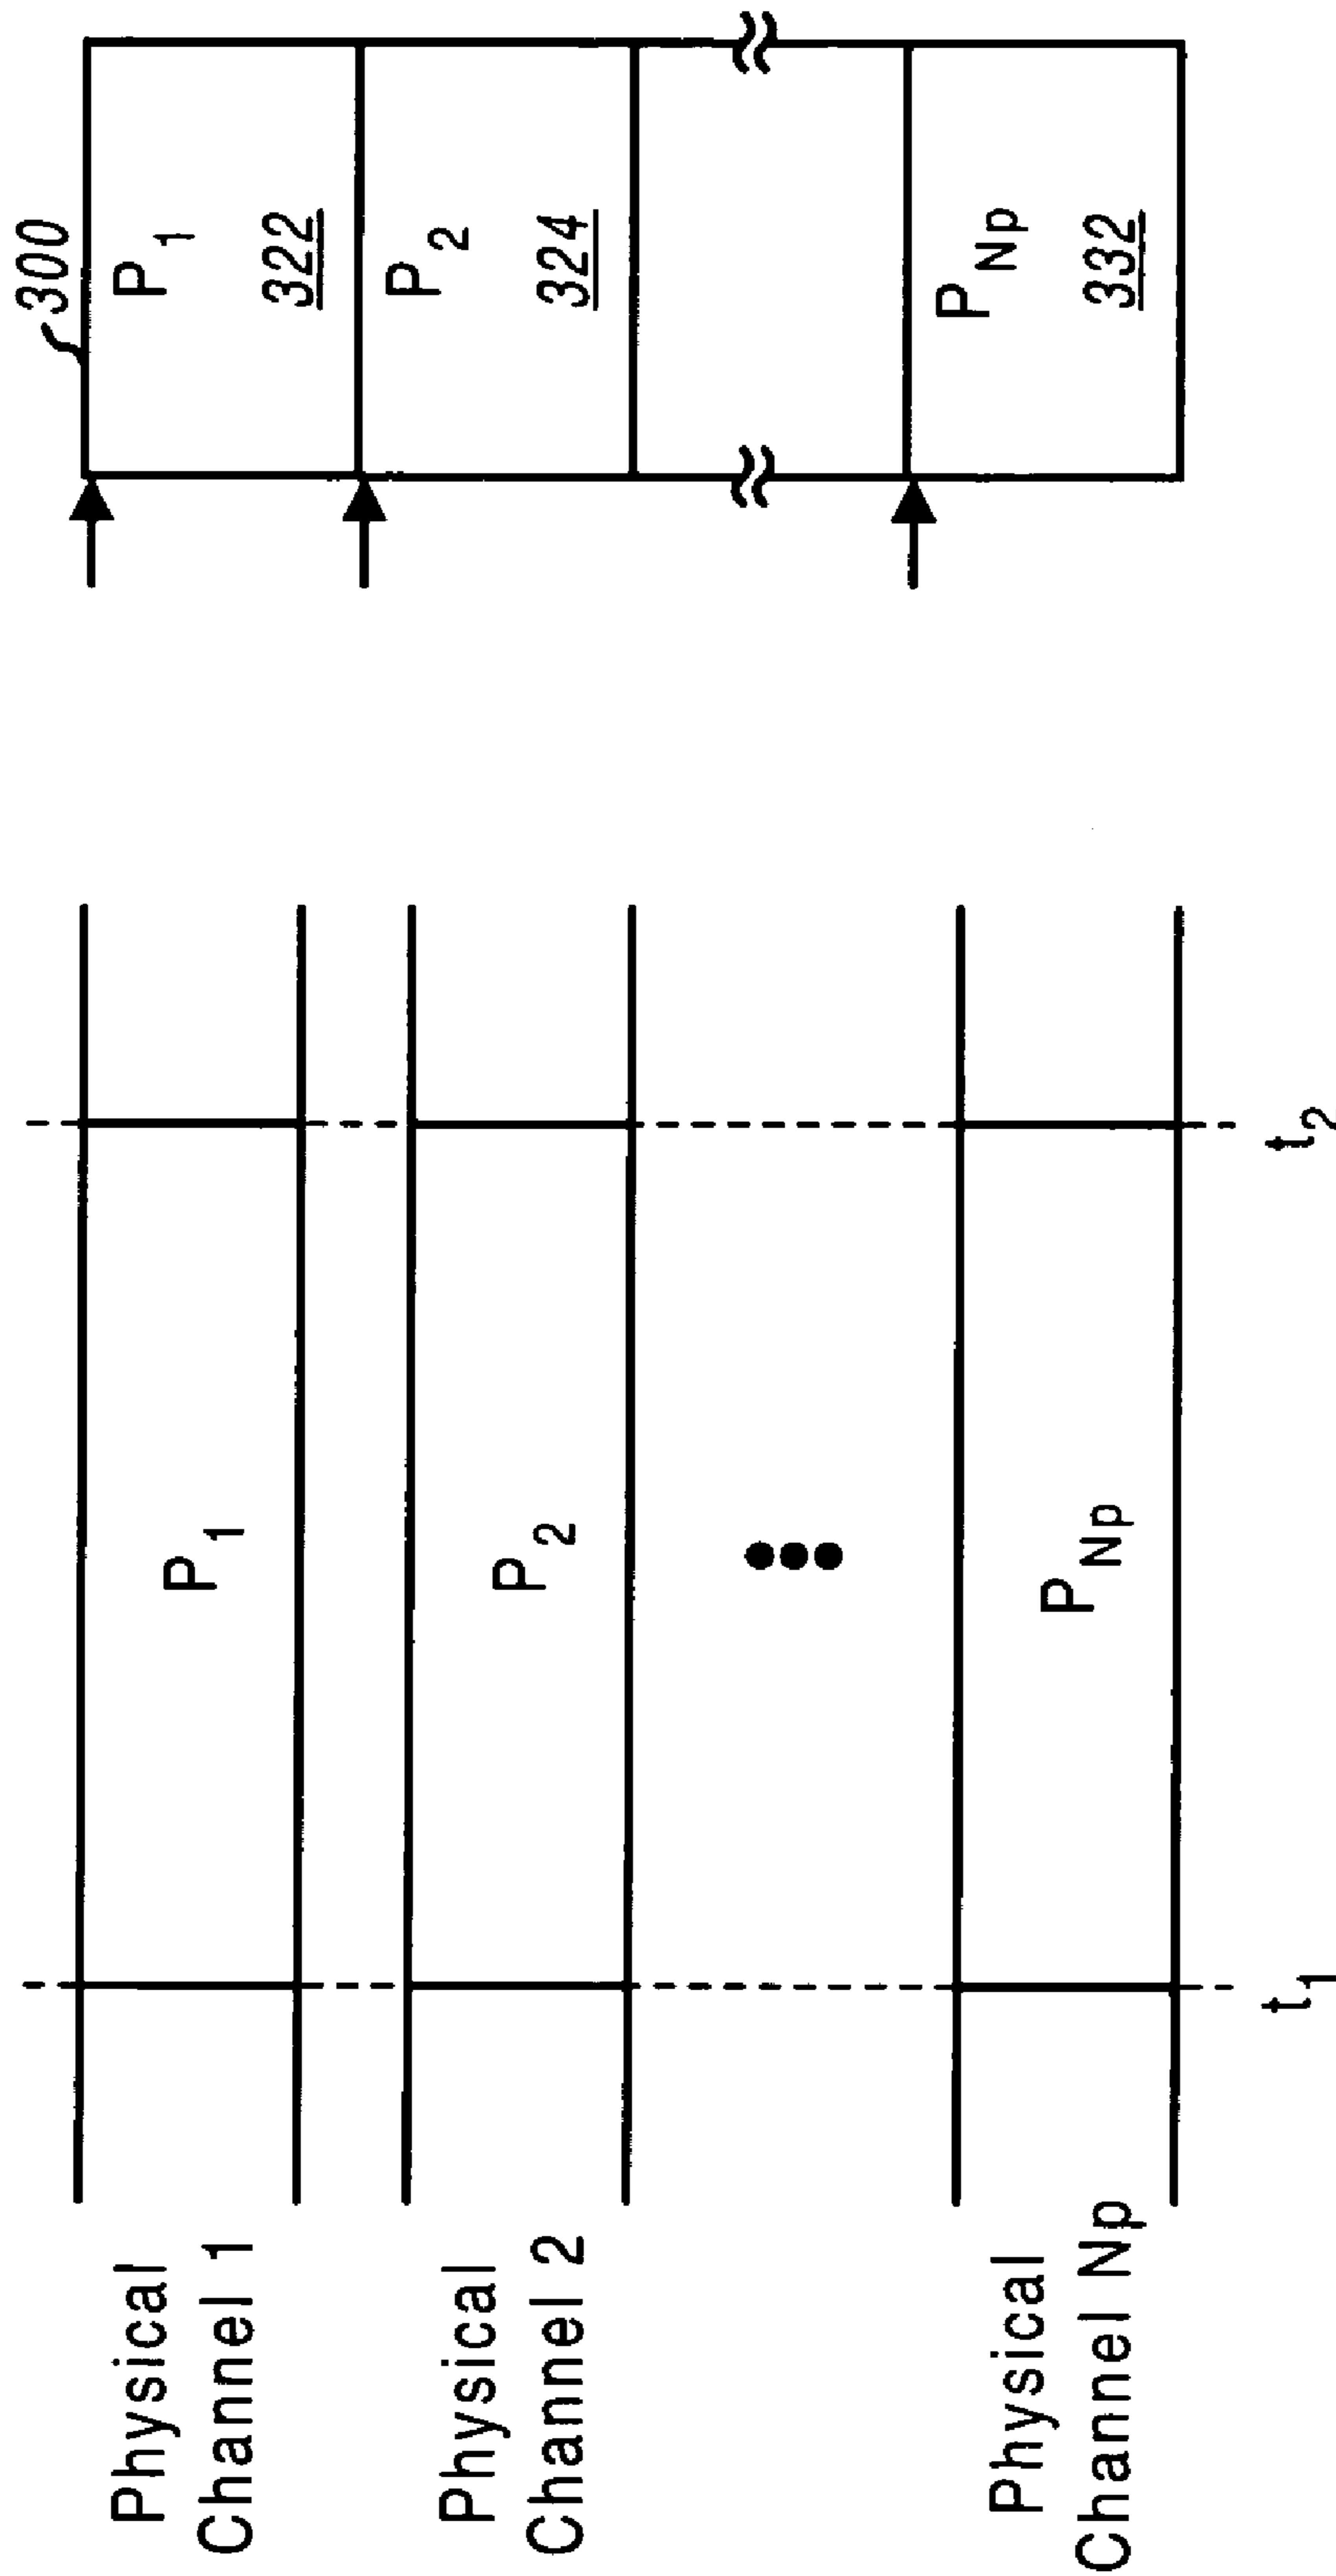 Physical
Channel 1
P1
Physical
Channel 2
P2
Physical
Channel Np
PNp
t1
t2
300
P1
322
P2
324
PNp
332